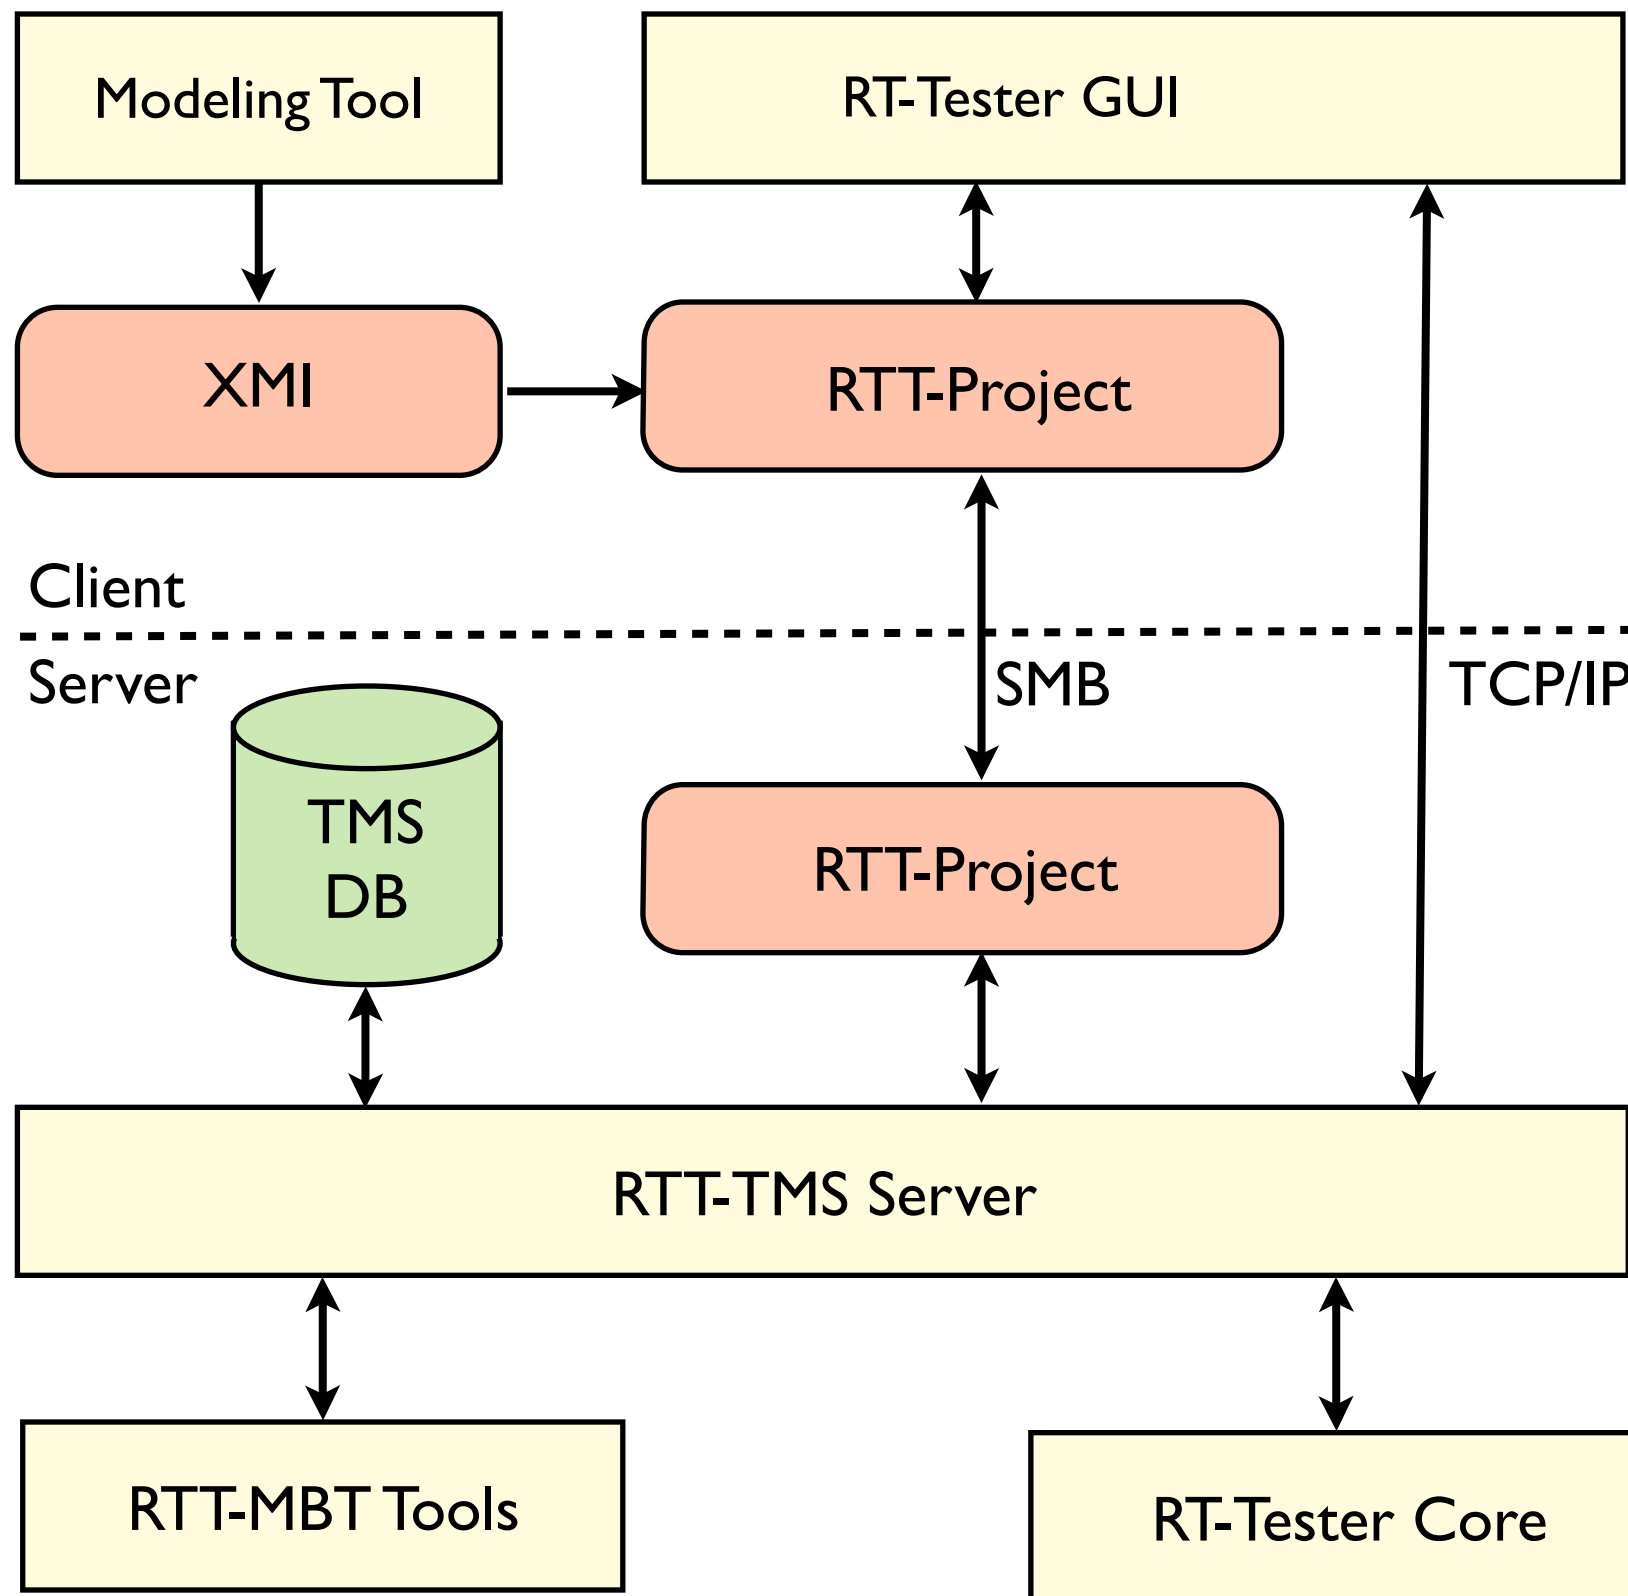 Modeling Tool
RT-Tester GUI
XMI
RTT-Project
Client
Server
SMB
TCP/IP
TMS
DB
RTT-Project
RTT-TMS Server
RTT-MBT Tools
RT-Tester Core